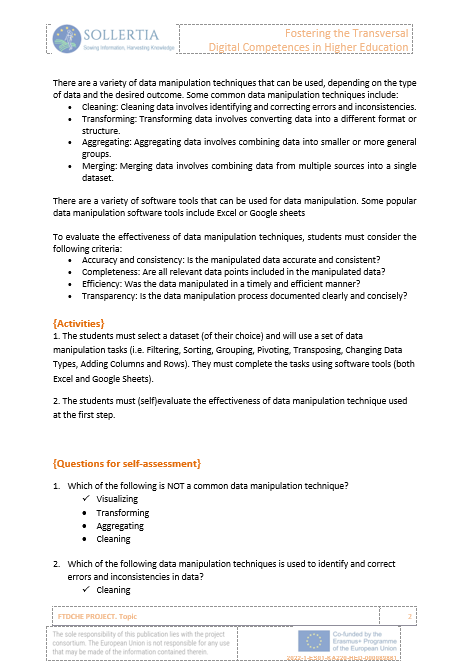 SOLLERTIA
Sowing Information, Harvesting Knowledge
Fostering the Transversal
Digital Competences in Higher Education
There are a variety of data manipulation techniques that can be used, depending on the type
of data and the desired outcome. Some common data manipulation techniques include:
• Cleaning: Cleaning data involves identifying and correcting errors and inconsistencies.
• Transforming: Transforming data involves converting data into a different format or
structure.
• Aggregating: Aggregating data involves combining data into smaller or more general
groups.
• Merging: Merging data involves combining data from multiple sources into a single
dataset.
There are a variety of software tools that can be used for data manipulation. Some popular
data manipulation software tools include Excel or Google sheets
To evaluate the effectiveness of data manipulation techniques, students must consider the
following criteria:
• Accuracy and consistency: Is the manipulated data accurate and consistent?
• Completeness: Are all relevant data points included in the manipulated data?
• Efficiency: Was the data manipulated in a timely and efficient manner?
• Transparency: Is the data manipulation process documented clearly and concisely?
{Activities}
1. The students must select a dataset (of their choice) and will use a set of data
manipulation tasks (i.e. Filtering, Sorting, Grouping, Pivoting, Transposing, Changing Data
Types, Adding Columns and Rows). They must complete the tasks using software tools (both
Excel and Google Sheets).
2. The students must (self)evaluate the effectiveness of data manipulation technique used
at the first step.
{Questions for self-assessment}
1. Which of the following is NOT a common data manipulation technique?
✓ Visualizing
• Transforming
• Aggregating
• Cleaning
2. Which of the following data manipulation techniques is used to identify and correct
errors and inconsistencies in data?
✓ Cleaning
FTDCHE PROJECT. Topic
2
The sole responsibility of this publication lies with the project
consortium. The European Union is not responsible for any use
that may be made of the information contained therein.
Co-funded by the
Erasmus+ Programme
of the European Union